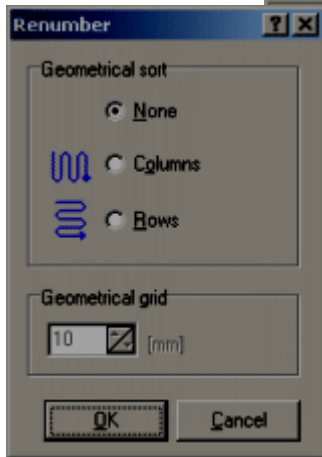 Renumber
Geometrical sort
None
Columns
Rows
Geometrical grid
10 [mm]
OK Cancel